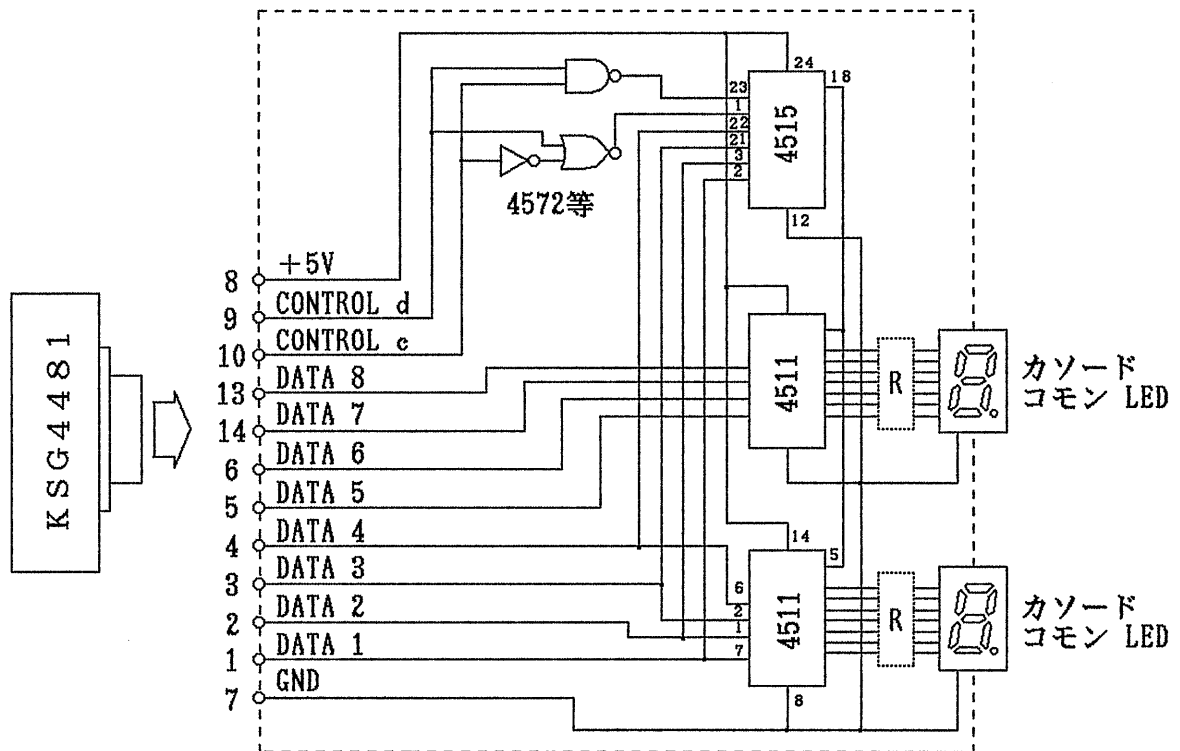 24
18
23
1
22
21
3
2
4515
12
4572等
8 +5V
9 CONTROL d
10 CONTROL c
13 DATA 8
14 DATA 7
6 DATA 6
5 DATA 5
4 DATA 4
3 DATA 3
2 DATA 2
1 DATA 1
7 GND
KSG4481
4511
R
カソード
コモン LED
14
5
6
2
1
7
4511
8
R
カソード
コモン LED